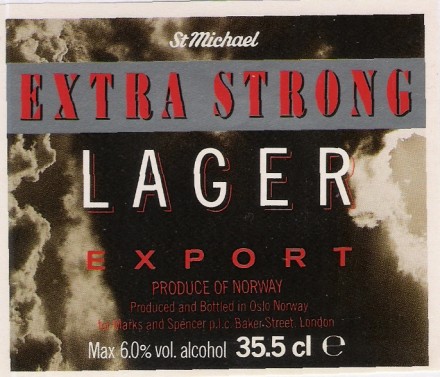 St Michael
EXTRA STRONG
LAGER
EXPORT
PRODUCE OF NORWAY
Produced and Bottled in Oslo Norway
for Marks and Spencer p.l.c. Baker Street, London
Max 6.0% vol. alcohol 35.5 cl ℮